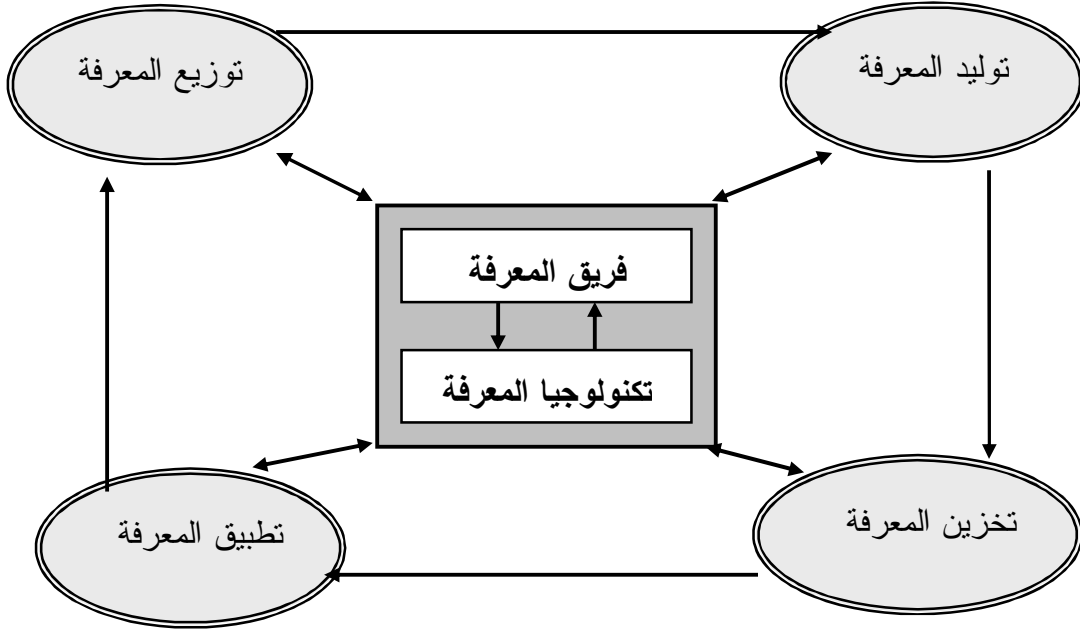 توليد المعرفة
توزيع المعرفة
فريق المعرفة
تكنولوجيا المعرفة
تخزين المعرفة
تطبيق المعرفة